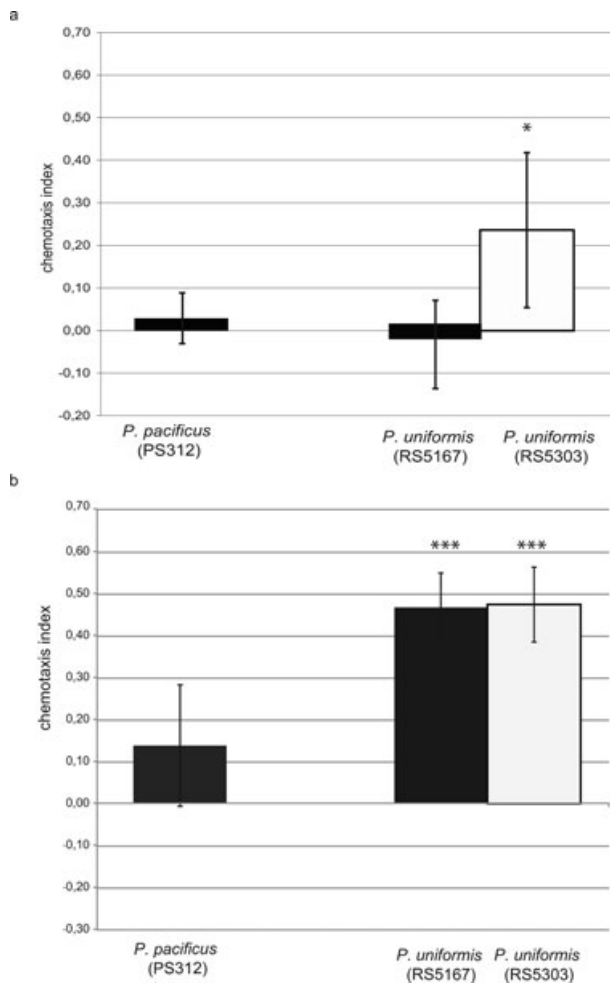 a
0,70
0,60
0,50
0,40
0,30
0,20
0,10
0,00
-0,10
-0,20
chemotaxis index
*
P. pacificus
(PS312)
P. uniformis
(RS5167)
P. uniformis
(RS5303)
b
0,70
0,60
0,50
0,40
0,30
0,20
0,10
0,00
-0,10
-0,20
-0,30
chemotaxis index
*** ***
P. pacificus
(PS312)
P. uniformis
(RS5167)
P. uniformis
(RS5303)